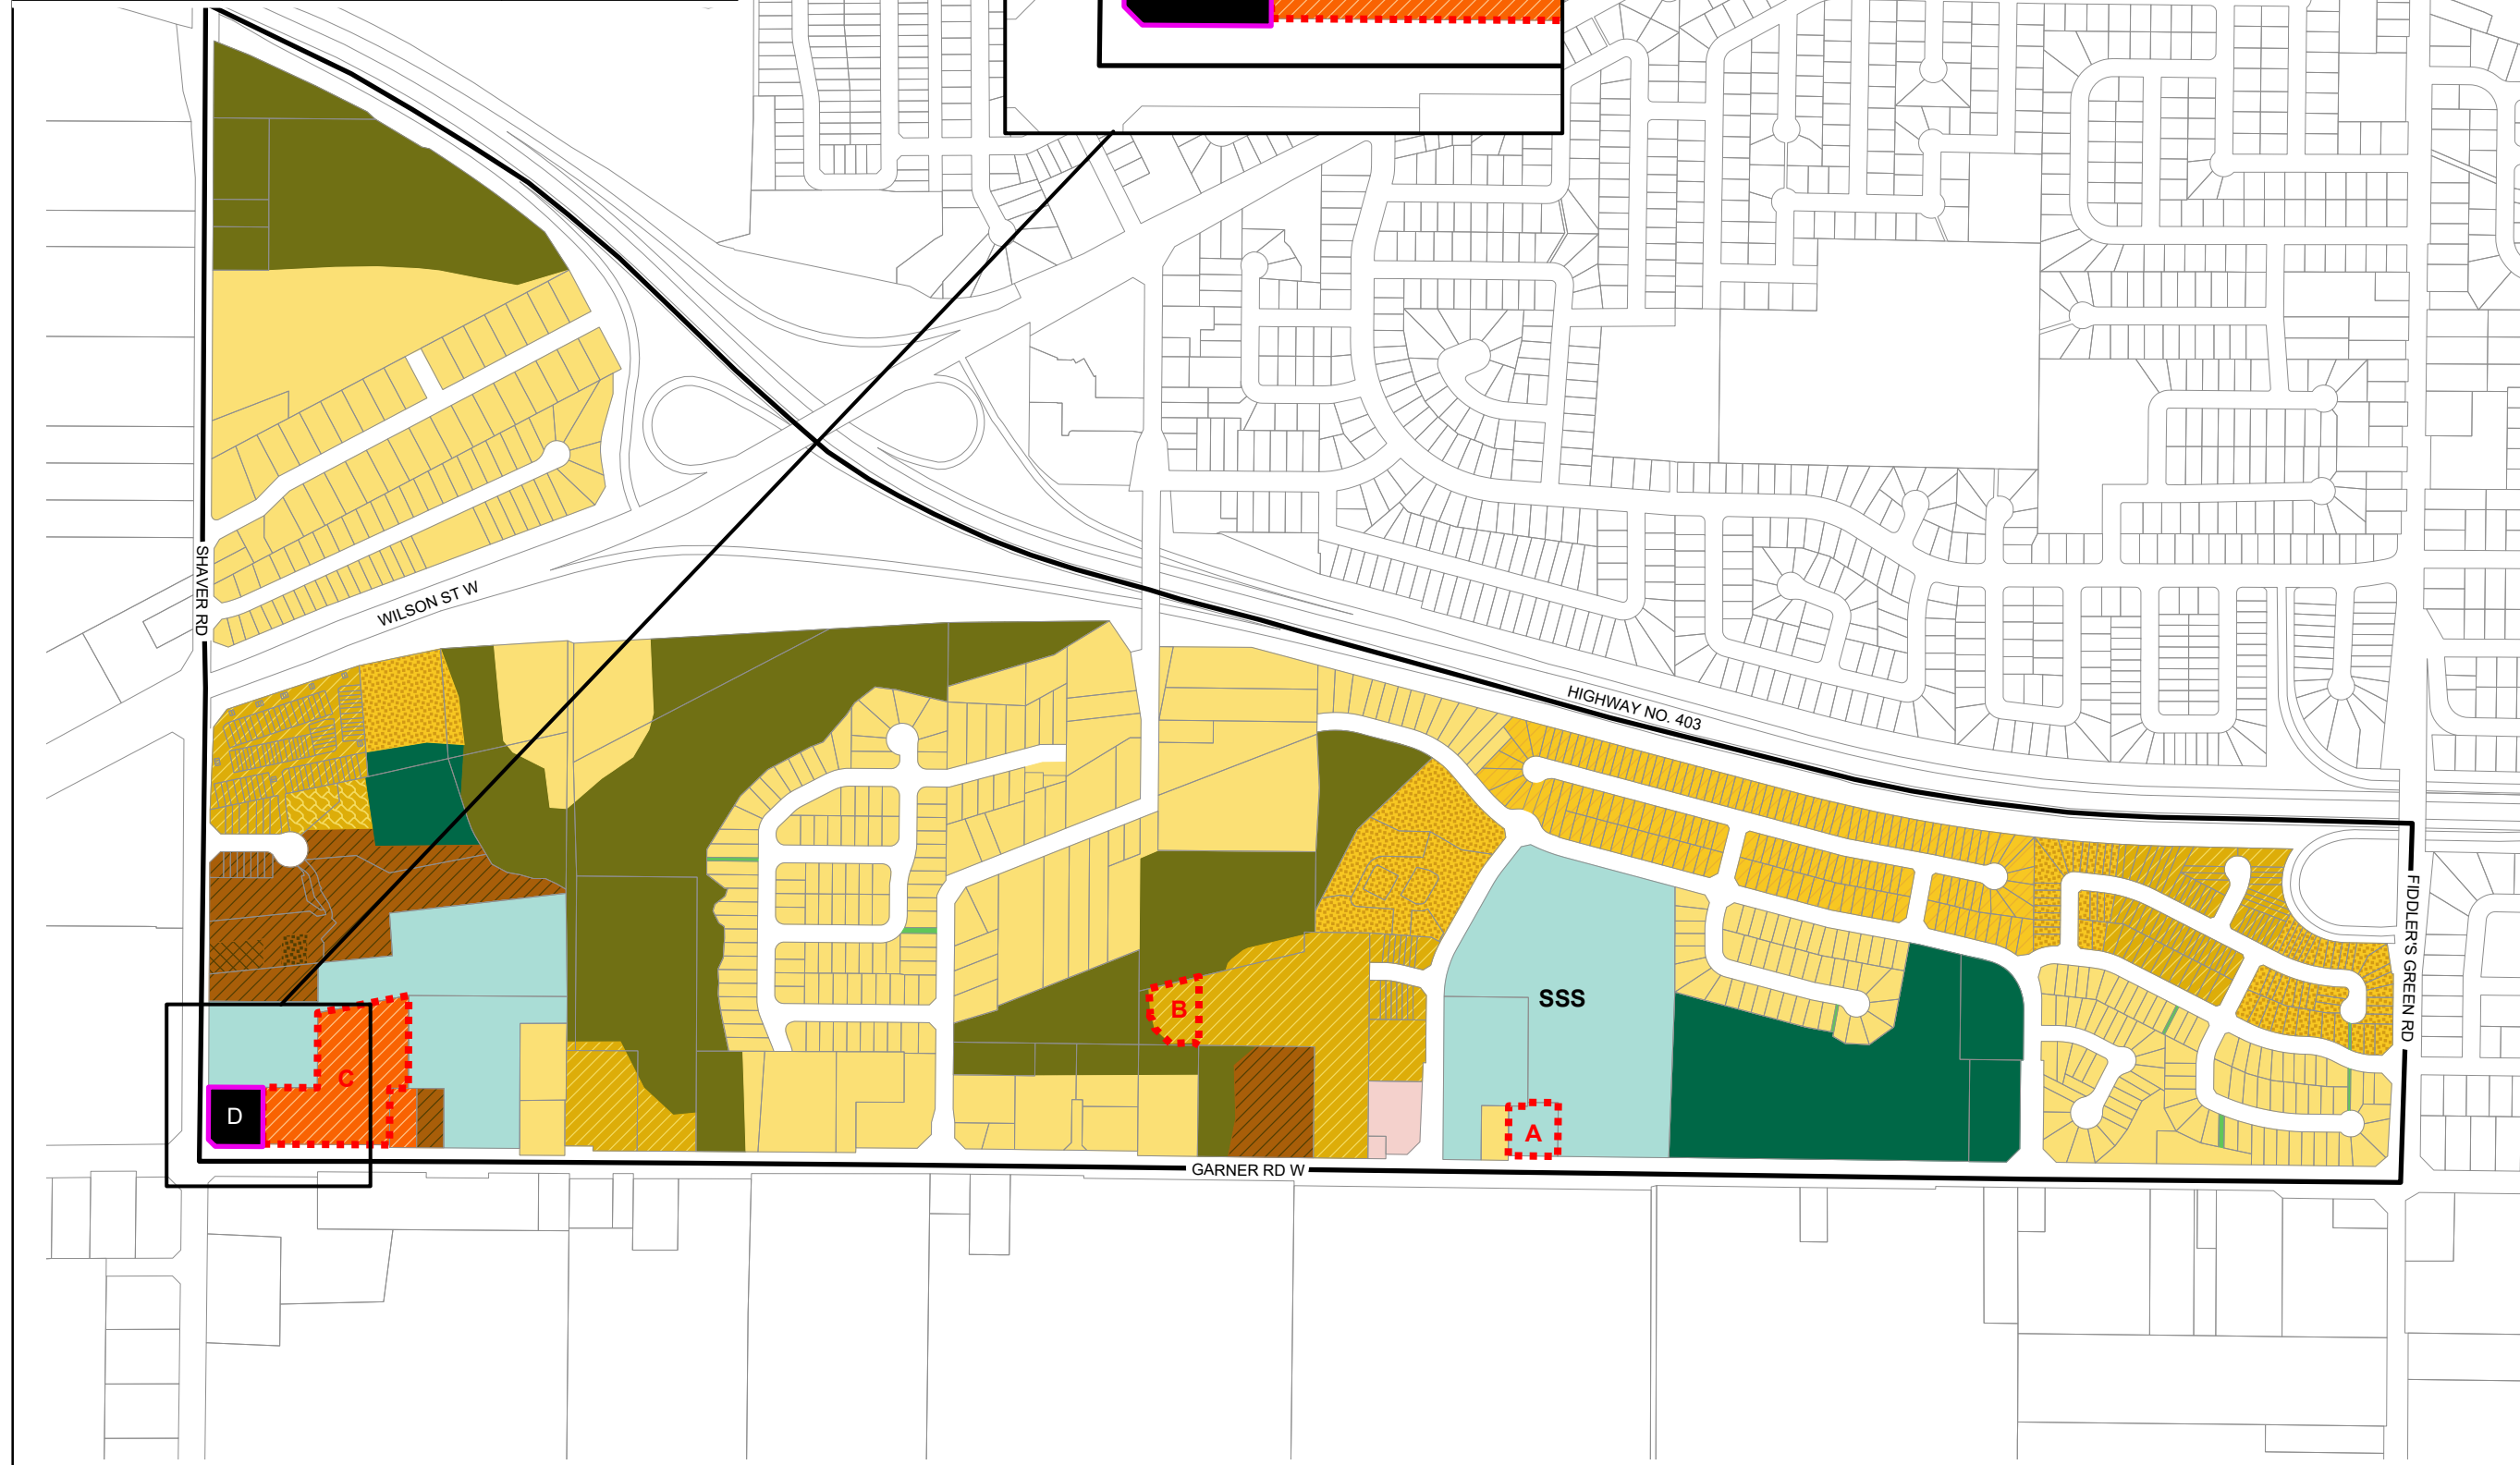 SHAVER RD
WILSON ST W
HIGHWAY NO. 403
FIDDLER'S GREEN RD
B
SSS
C
D
A
GARNER RD W